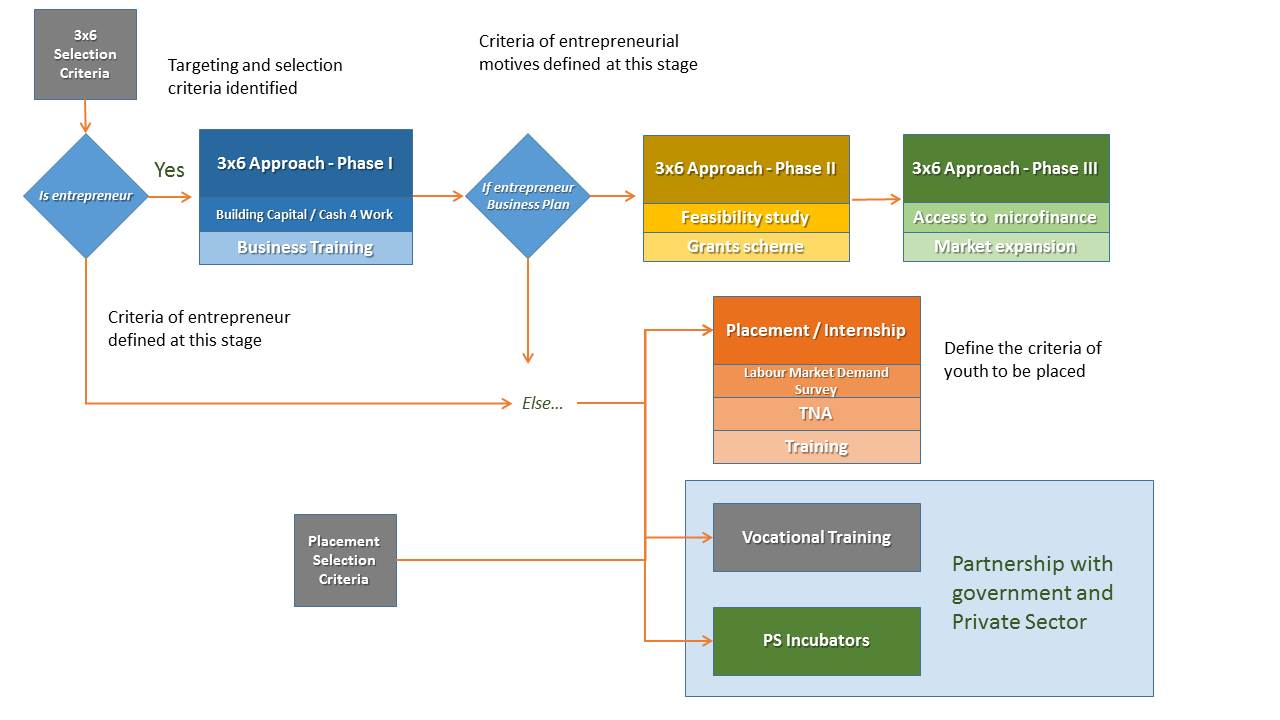 3x6
Selection
Criteria
Targeting and selection
criteria identified
Criteria of entrepreneurial
motives defined at this stage
Is entrepreneur
Yes
3x6 Approach - Phase I
Building Capital / Cash 4 Work
Business Training
If entrepreneur
Business Plan
3x6 Approach - Phase II
Feasibility study
Grants scheme
3x6 Approach - Phase III
Access to microfinance
Market expansion
Criteria of entrepreneur
defined at this stage
Else...
Placement / Internship
Labour Market Demand
Survey
TNA
Training
Define the criteria of
youth to be placed
Placement
Selection
Criteria
Vocational Training
PS Incubators
Partnership with
government and
Private Sector